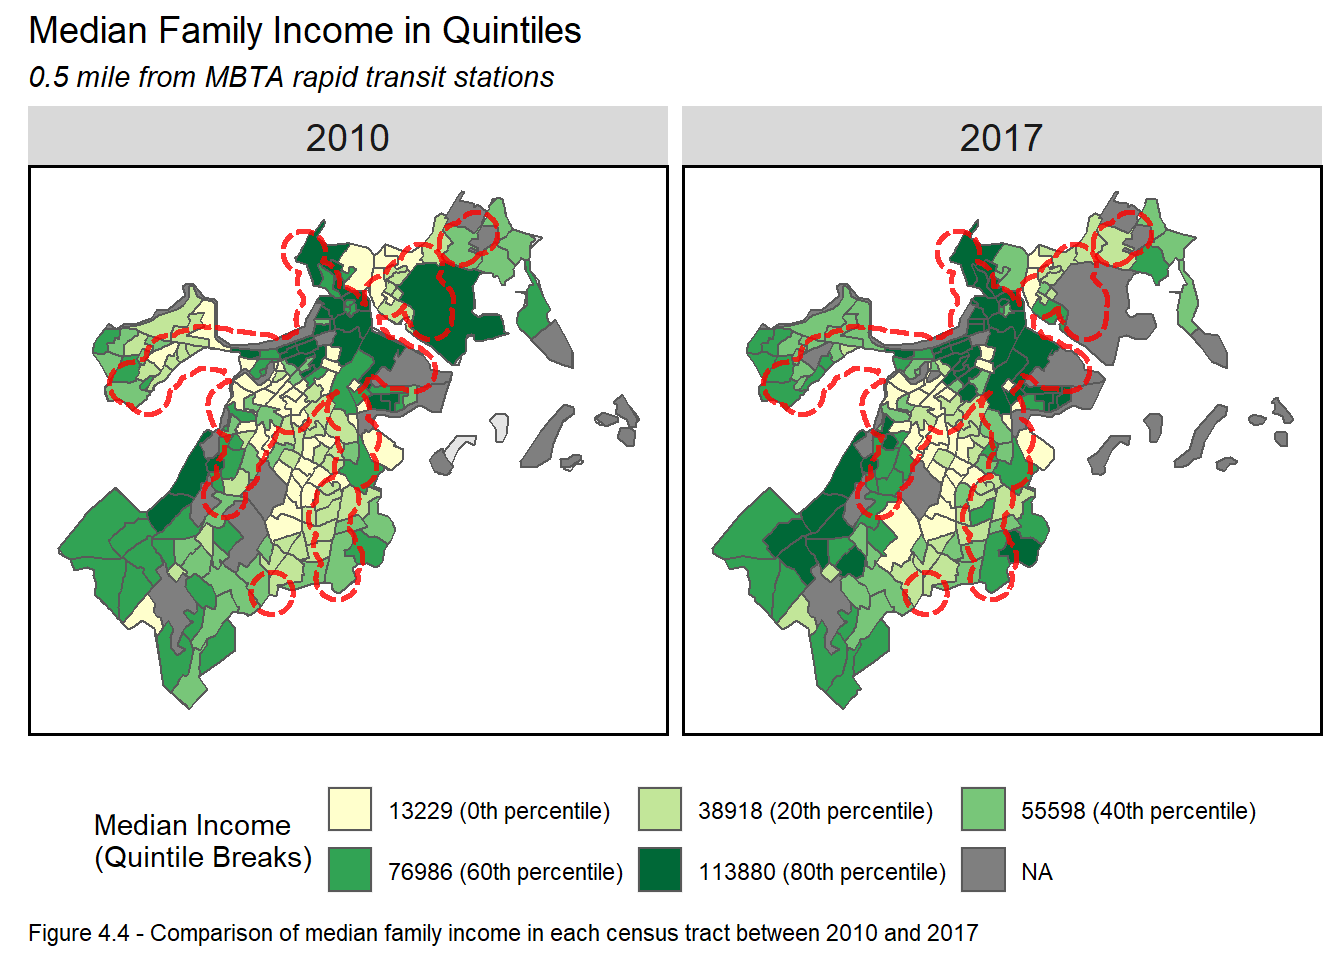 Median Family Income in Quintiles
0.5 mile from MBTA rapid transit stations
2010
2017
Median Income
(Quintile Breaks)
13229 (0th percentile)
38918 (20th percentile)
55598 (40th percentile)
76986 (60th percentile)
113880 (80th percentile)
NA
Figure 4.4 - Comparison of median family income in each census tract between 2010 and 2017